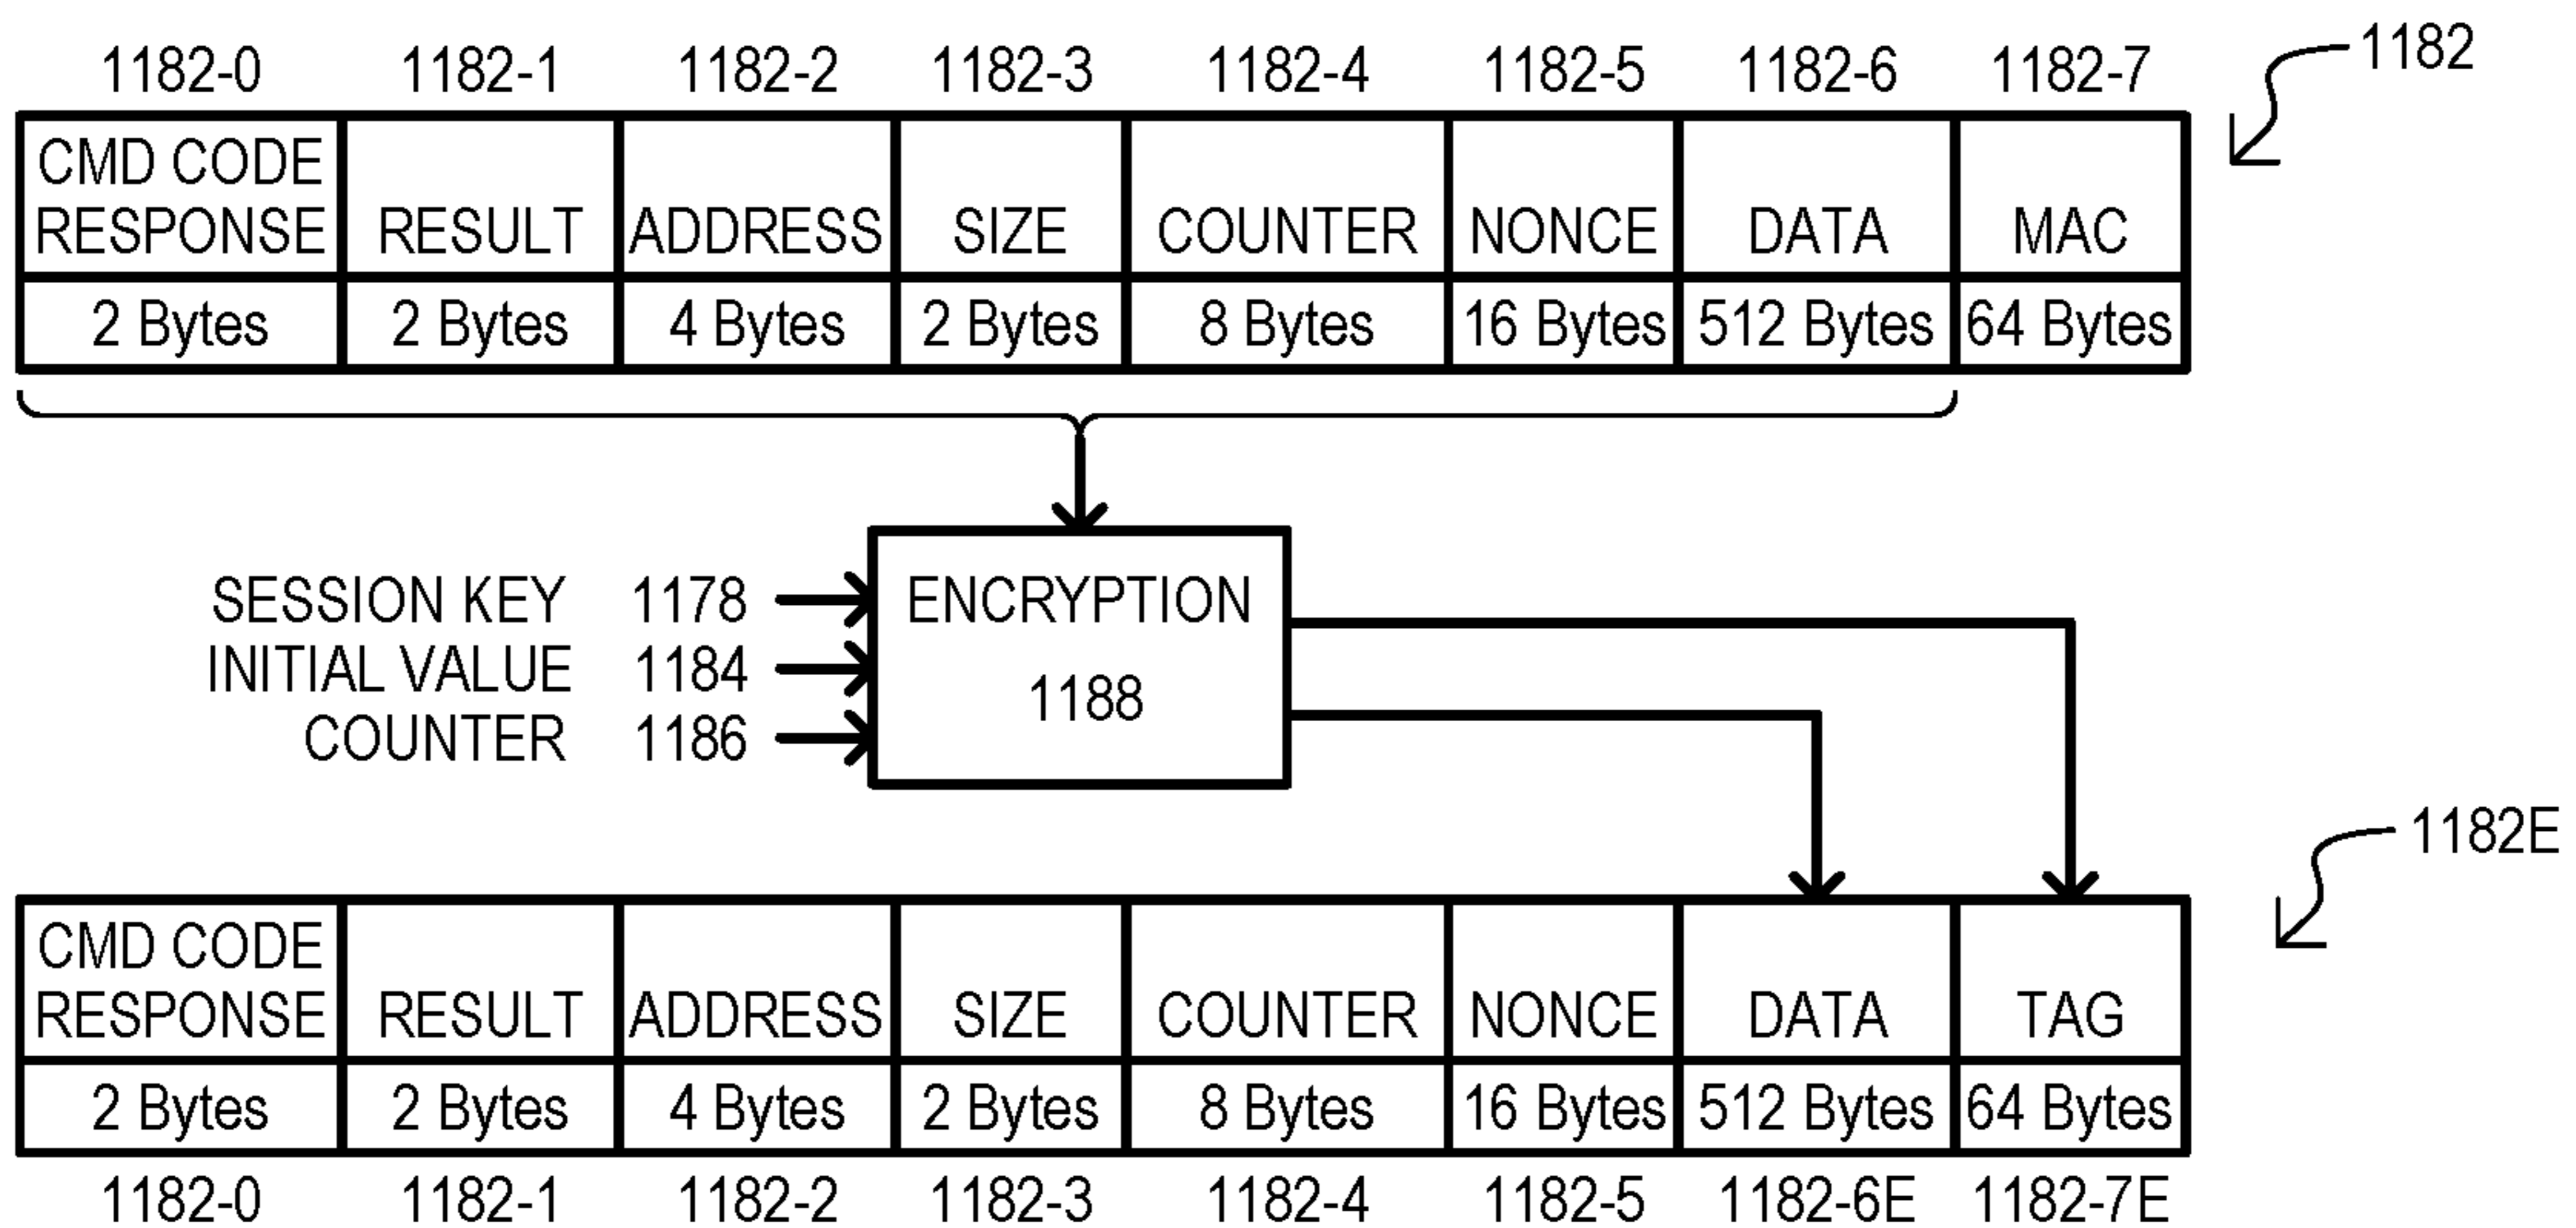 1182-0 1182-1 1182-2 1182-3 1182-4 1182-5 1182-6 1182-7 1182
CMD CODE
RESPONSE RESULT ADDRESS SIZE COUNTER NONCE DATA MAC
2 Bytes 2 Bytes 4 Bytes 2 Bytes 8 Bytes 16 Bytes 512 Bytes 64 Bytes
SESSION KEY 1178
INITIAL VALUE 1184
COUNTER 1186
ENCRYPTION
1188
1182E
CMD CODE
RESPONSE RESULT ADDRESS SIZE COUNTER NONCE DATA TAG
2 Bytes 2 Bytes 4 Bytes 2 Bytes 8 Bytes 16 Bytes 512 Bytes 64 Bytes
1182-0 1182-1 1182-2 1182-3 1182-4 1182-5 1182-6E 1182-7E